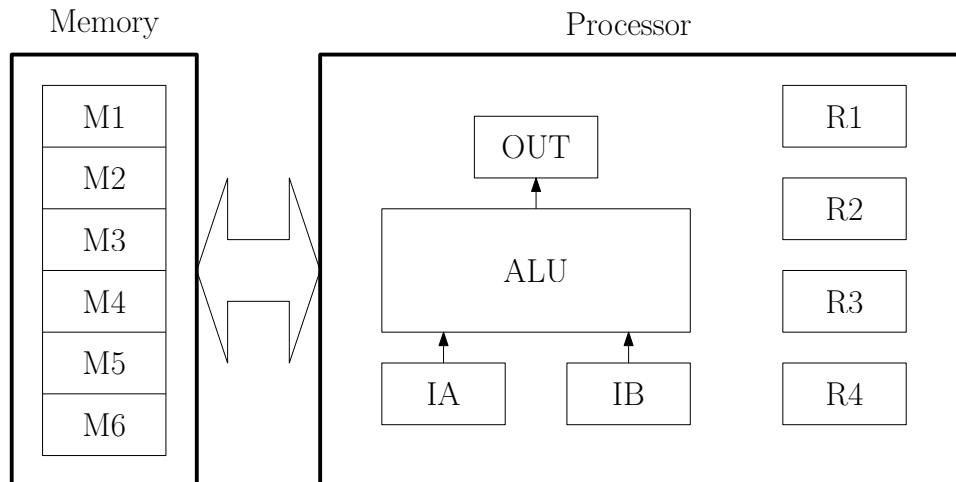 Memory
Processor
M1
M2
M3
M4
M5
M6
OUT
ALU
IA
IB
R1
R2
R3
R4